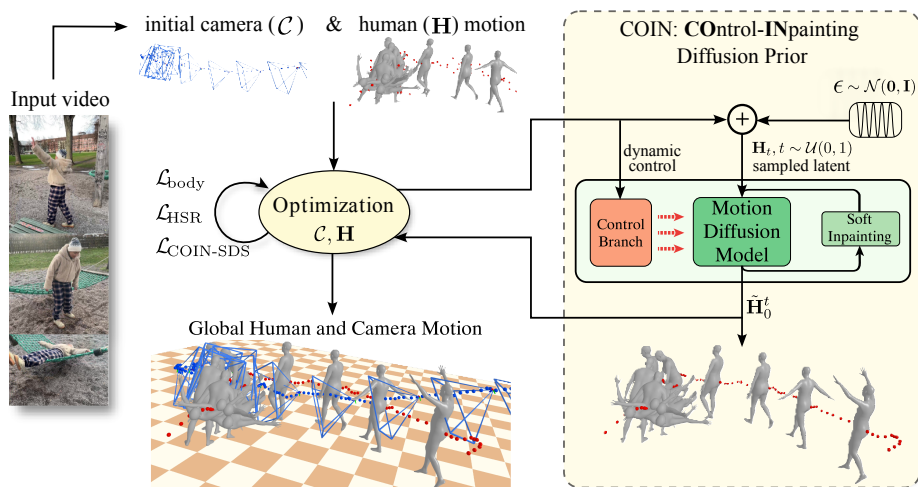 initial camera (𝒞) & human (𝐇) motion
Input video
ℒ_body
ℒ_HSR
ℒ_COIN-SDS
Optimization
𝒞, 𝐇
Global Human and Camera Motion
COIN: COntrol-INpainting
Diffusion Prior
ϵ ∼ 𝒩(𝟎, 𝐈)
+
𝐇_t, t ∼ 𝒰(0, 1)
sampled latent
dynamic
control
Control
Branch
Motion
Diffusion
Model
Soft
Inpainting
𝐇̃_0^t